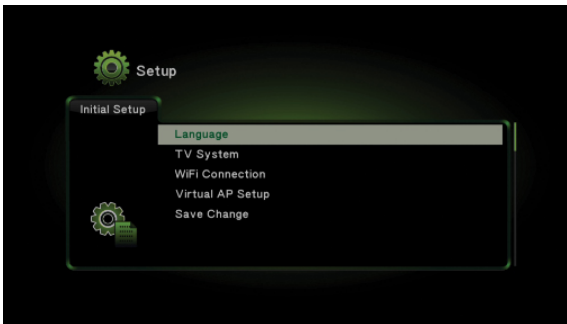 Setup
Initial Setup
Language
TV System
WiFi Connection
Virtual AP Setup
Save Change